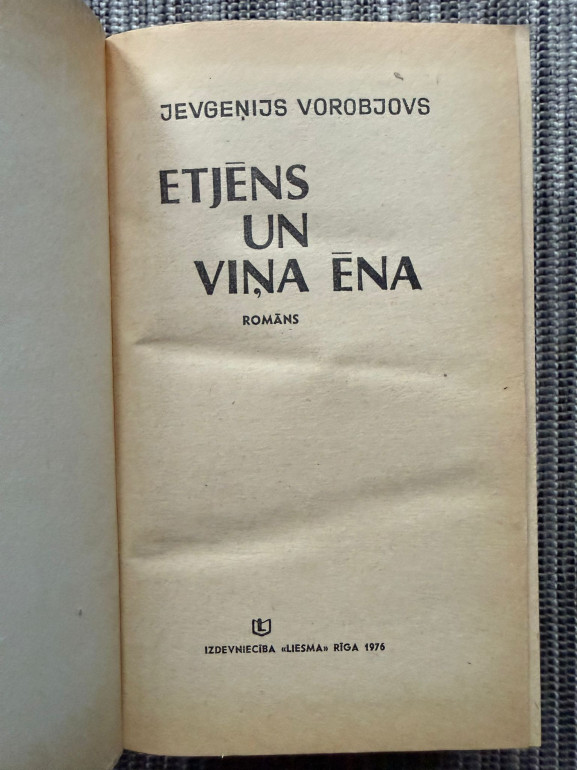 JEVGEŅIJS VOROBJOVS
ETJĒNS
UN
VIŅA ĒNA
ROMĀNS
IZDEVNIECĪBA «LIESMA» RĪGA 1976